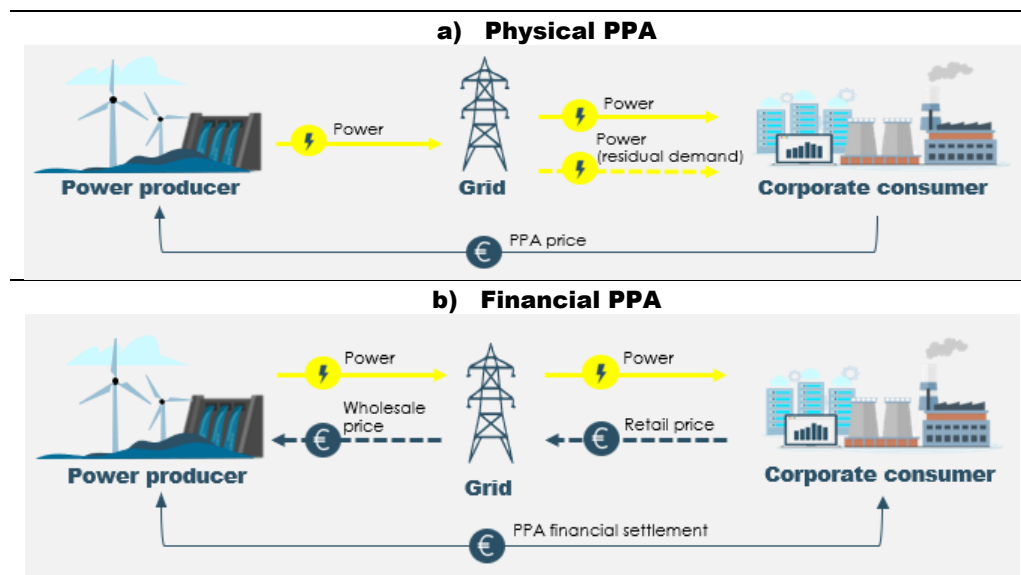 a) Physical PPA
Power
Power
Power
(residual demand)
Power producer
Grid
Corporate consumer
€ PPA price
b) Financial PPA
Power
Power
Wholesale
price
€
€
Retail price
Power producer
Grid
Corporate consumer
€ PPA financial settlement